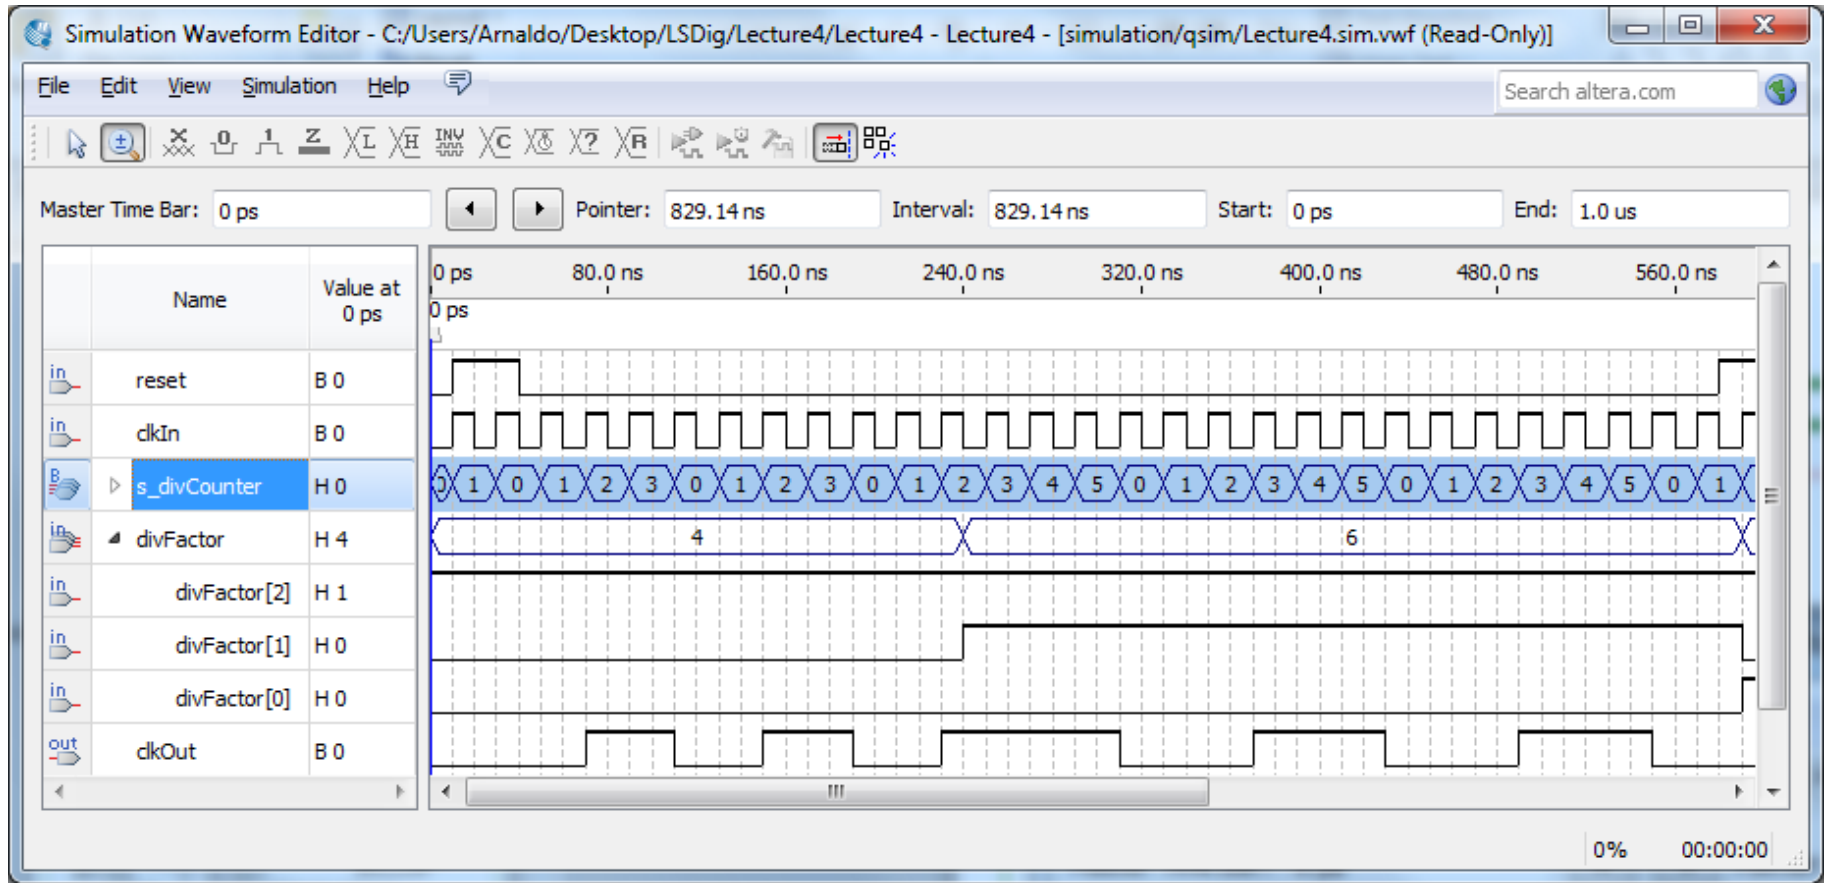 Simulation Waveform Editor - C:/Users/Arnaldo/Desktop/LSDig/Lecture4/Lecture4 - Lecture4 - [simulation/qsim/Lecture4.sim.vwf (Read-Only)]
File Edit View Simulation Help Search altera.com
Master Time Bar: 0 ps Pointer: 829.14 ns Interval: 829.14 ns Start: 0 ps End: 1.0 us
Name Value at 0 ps
0 ps 80.0 ns 160.0 ns 240.0 ns 320.0 ns 400.0 ns 480.0 ns 560.0 ns
0 ps
reset B 0
clkIn B 0
s_divCounter H 0 0 1 0 1 2 3 0 1 2 3 0 1 2 3 4 5 0 1 2 3 4 5 0 1 2 3 4 5 0 1
divFactor H 4 4 6
divFactor[2] H 1
divFactor[1] H 0
divFactor[0] H 0
clkOut B 0
0% 00:00:00